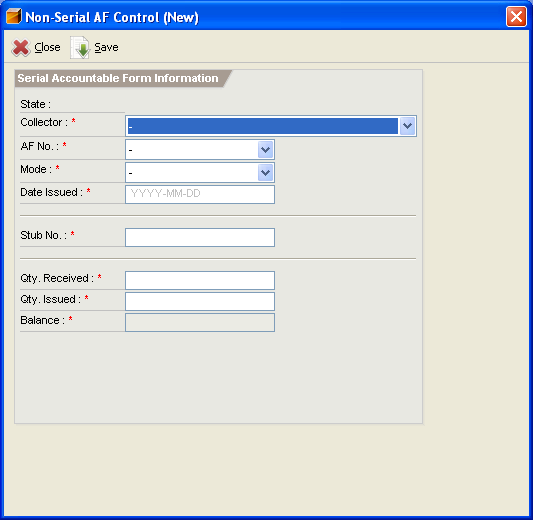 Non-Serial AF Control (New)
Close Save
Serial Accountable Form Information
State :
Collector : * -
AF No. : * -
Mode : * -
Date Issued : * YYYY-MM-DD
Stub No. : *
Qty. Received : *
Qty. Issued : *
Balance : *